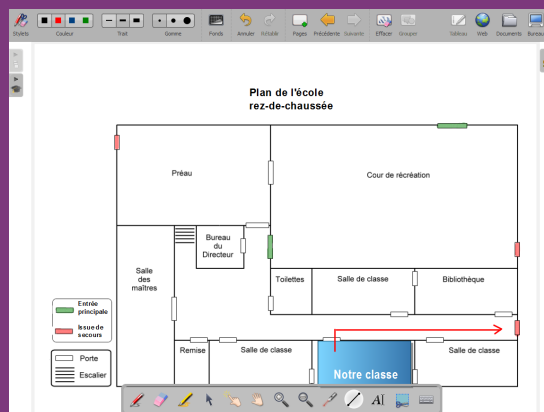 Stylets
Couleur
Trait
Gomme
Fonds
Annuler
Rétablir
Pages
Précédente
Suivante
Effacer
Grouper
Tableau
Web
Documents
Bureau
Plan de l'école
rez-de-chaussée
Préau
Cour de récréation
Bureau
du
Directeur
Salle
des
maîtres
Toilettes
Salle de classe
Bibliothèque
Entrée
principale
Issue de
secours
Porte
Escalier
Remise
Salle de classe
Notre classe
Salle de classe
AI